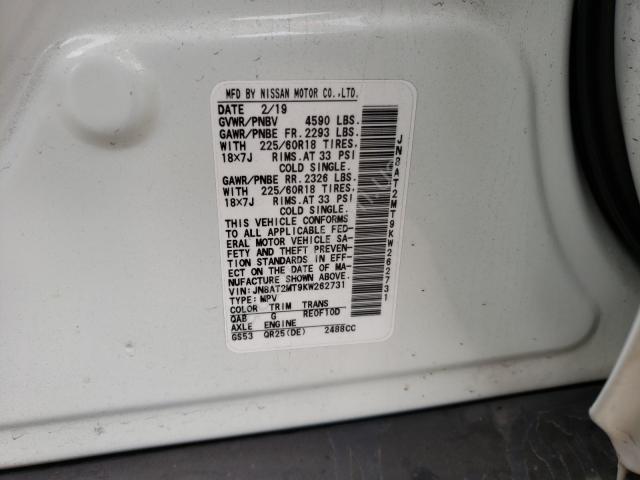 MFD BY NISSAN MOTOR CO.,LTD.
DATE 2/19
GVWR/PNBV 4590 LBS.
GAWR/PNBE FR. 2293 LBS.
WITH 225/60R18 TIRES.
18X7J RIMS. AT 33 PSI
COLD SINGLE.
GAWR/PNBE RR. 2326 LBS.
WITH 225/60R18 TIRES.
18X7J RIMS. AT 33 PSI
COLD SINGLE.
THIS VEHICLE CONFORMS
TO ALL APPLICABLE FED-
ERAL MOTOR VEHICLE SA-
FETY AND THEFT PREVEN-
TION STANDARDS IN EFF-
ECT ON THE DATE OF MA-
NUFACTURE SHOWN ABOVE.
VIN: JN8AT2MT9KW262731
TYPE: MPV
COLOR TRIM TRANS
QAB G RE0F10D
AXLE ENGINE
GS53 QR25(DE) 2488CC
JN8AT2MT9KW262731